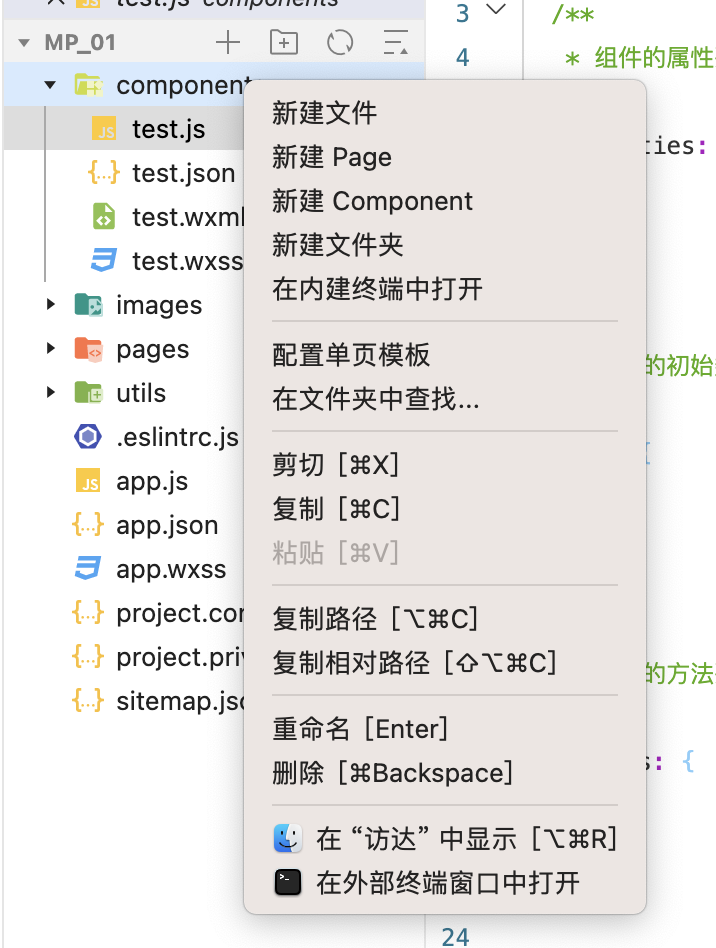 test.js components
3
/**
MP_01
4
* 组件的属性
component
新建文件
test.js
ties:
新建 Page
test.json
新建 Component
test.wxml
新建文件夹
test.wxss
在内建终端中打开
images
pages
配置单页模板
的初始
utils
在文件夹中查找...
.eslintrc.js
剪切 [⌘X]
{
app.js
复制 [⌘C]
app.json
粘贴 [⌘V]
app.wxss
project.con
复制路径 [⌥⌘C]
project.priv
复制相对路径 [⇧⌥⌘C]
的方法
sitemap.jso
重命名 [Enter]
s: {
删除 [⌘Backspace]
在 “访达” 中显示 [⌥⌘R]
在外部终端窗口中打开
24